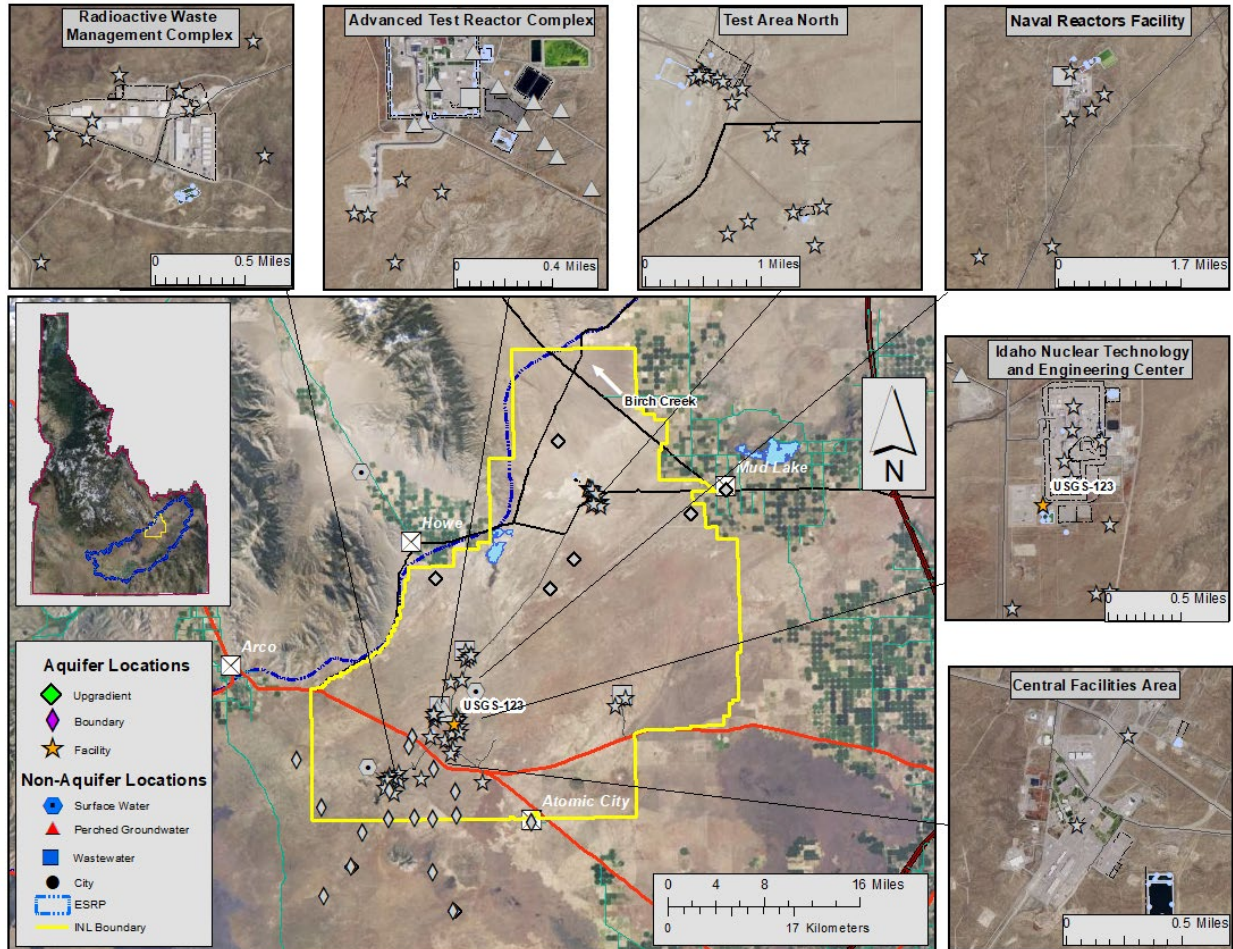 Radioactive Waste
Management Complex
0 0.5 Miles
Advanced Test Reactor Complex
0 0.4 Miles
Test Area North
0 1 Miles
Naval Reactors Facility
0 1.7 Miles
Birch Creek
N
Mud Lake
Howe
Arco
USGS-123
Atomic City
0 4 8 16 Miles
0 17 Kilometers
Aquifer Locations
Upgradient
Boundary
Facility
Non-Aquifer Locations
Surface Water
Perched Groundwater
Wastewater
City
ESRP
INL Boundary
Idaho Nuclear Technology
and Engineering Center
USGS-123
0 0.5 Miles
Central Facilities Area
0 0.5 Miles